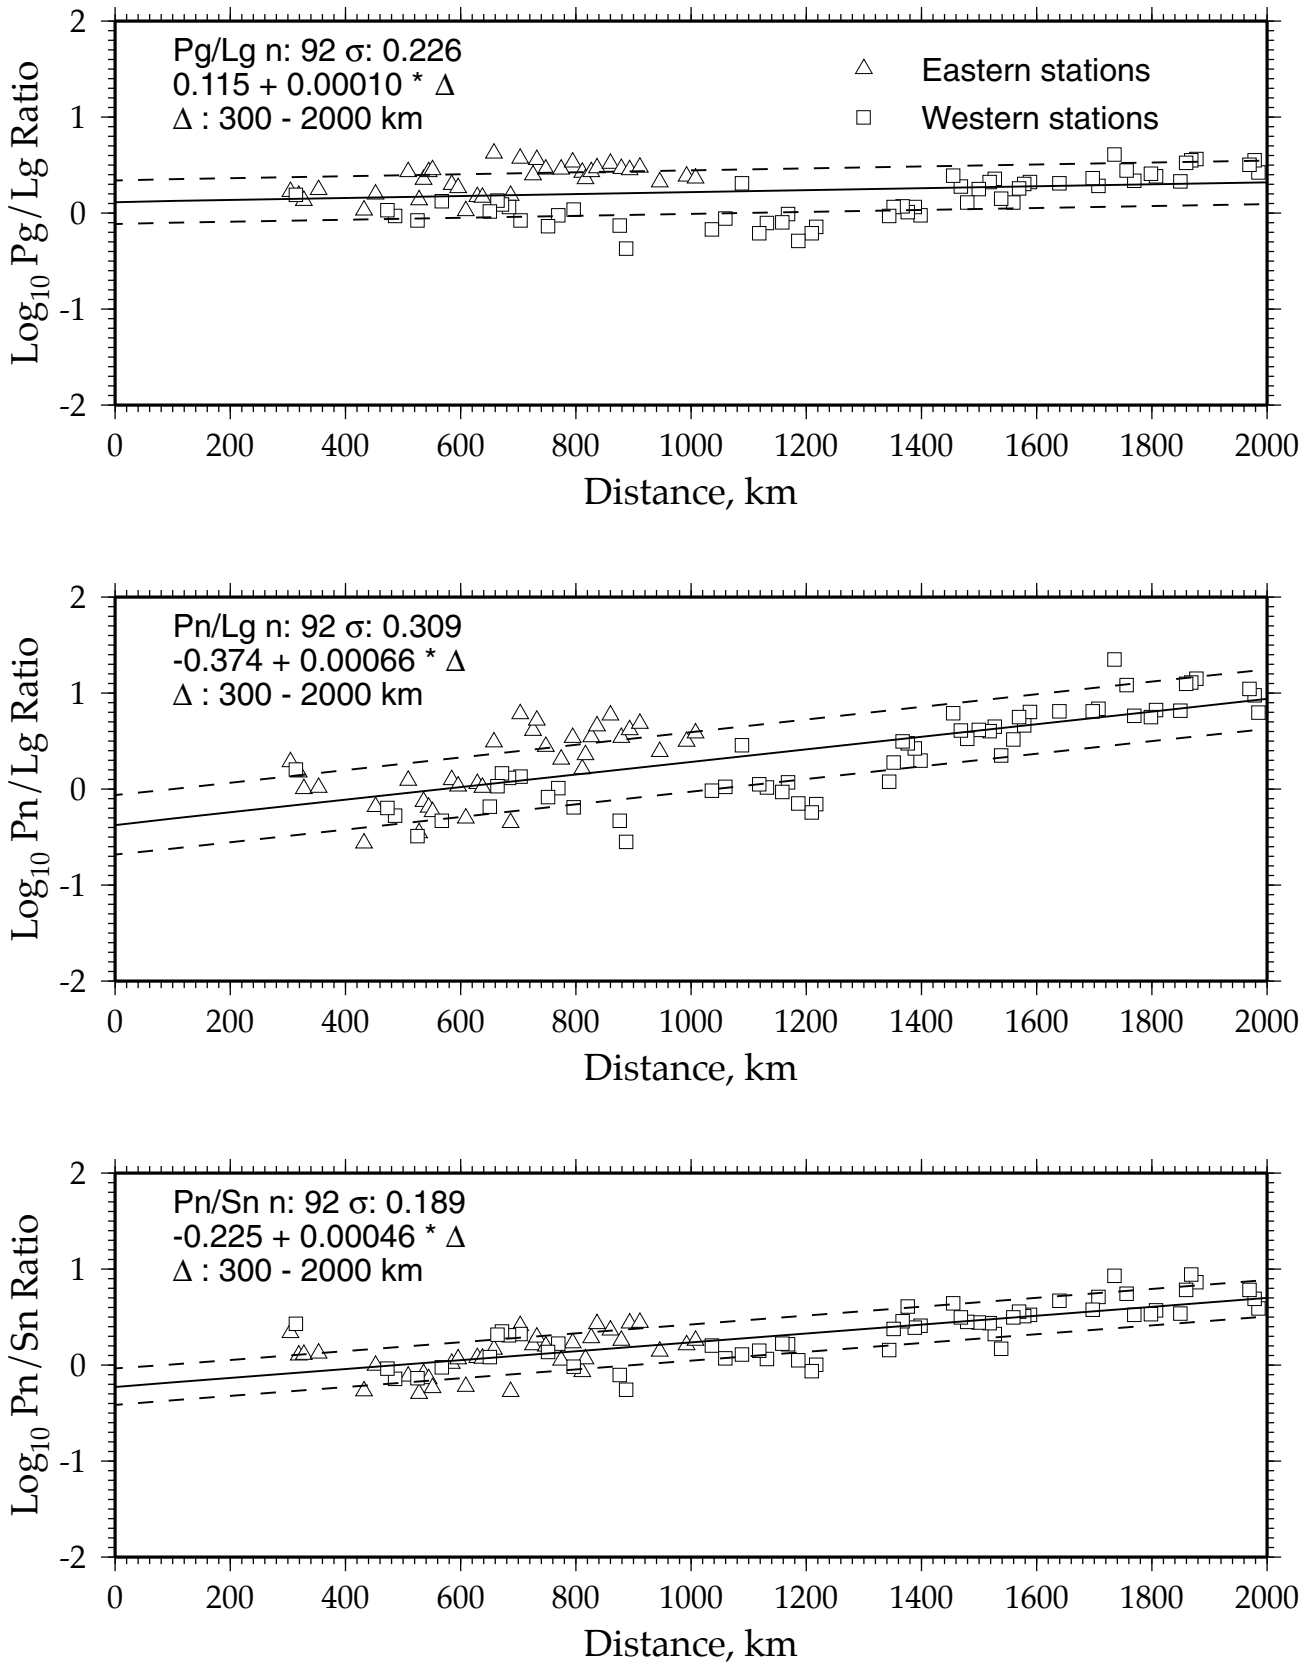 Pg/Lg n: 92 σ: 0.226
0.115 + 0.00010 * Δ
Δ : 300 - 2000 km
Eastern stations
Western stations
Log10 Pg/Lg Ratio
2
1
0
-1
-2
0 200 400 600 800 1000 1200 1400 1600 1800 2000
Distance, km
Pn/Lg n: 92 σ: 0.309
-0.374 + 0.00066 * Δ
Δ : 300 - 2000 km
Log10 Pn/Lg Ratio
2
1
0
-1
-2
0 200 400 600 800 1000 1200 1400 1600 1800 2000
Distance, km
Pn/Sn n: 92 σ: 0.189
-0.225 + 0.00046 * Δ
Δ : 300 - 2000 km
Log10 Pn/Sn Ratio
2
1
0
-1
-2
0 200 400 600 800 1000 1200 1400 1600 1800 2000
Distance, km